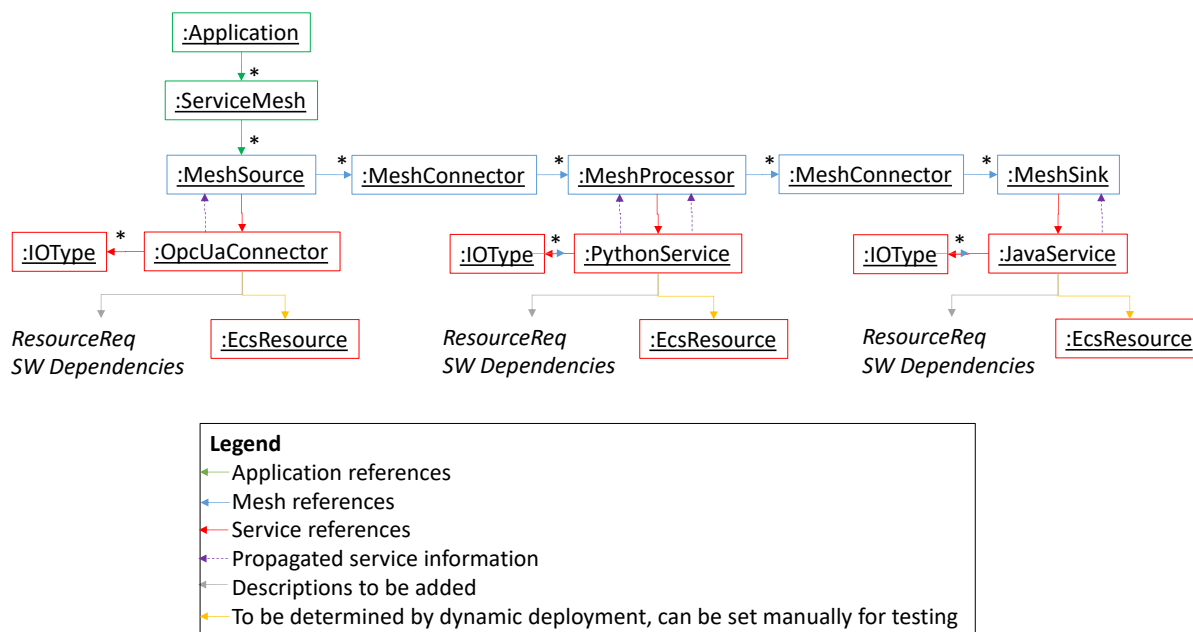 :Application
*
:ServiceMesh
*
:MeshSource
*
:MeshConnector
*
:MeshProcessor
*
:MeshConnector
*
:MeshSink
:IOType
*
:OpcUaConnector
:IOType
*
:PythonService
:IOType
*
:JavaService
ResourceReq
SW Dependencies
:EcsResource
ResourceReq
SW Dependencies
:EcsResource
ResourceReq
SW Dependencies
:EcsResource
Legend
Application references
Mesh references
Service references
Propagated service information
Descriptions to be added
To be determined by dynamic deployment, can be set manually for testing